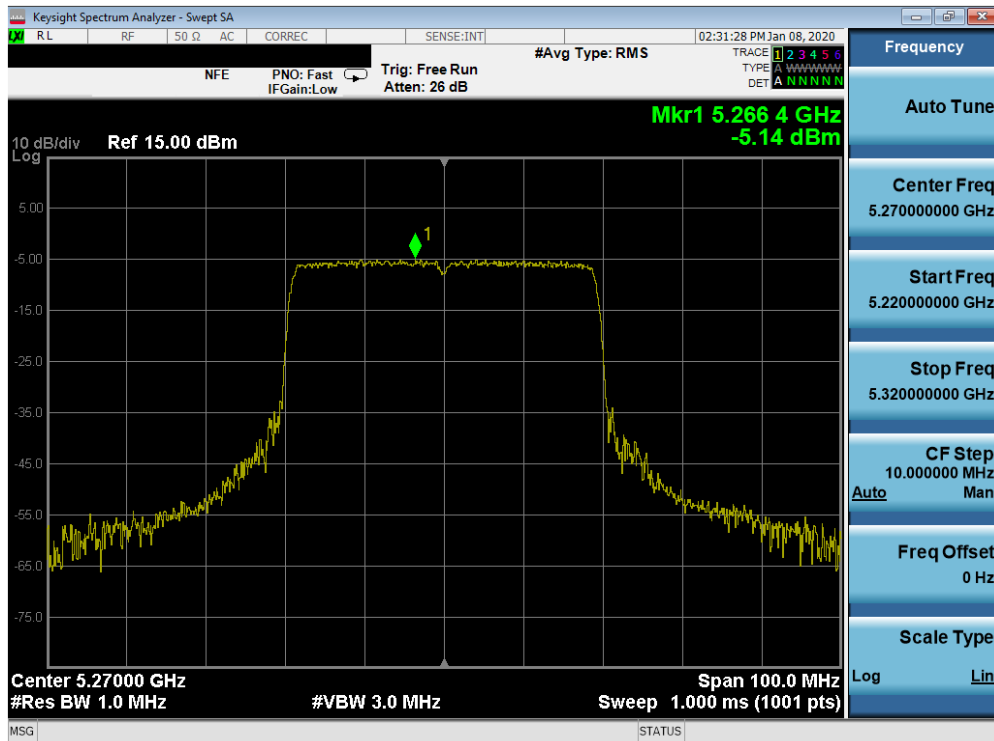 Keysight Spectrum Analyzer - Swept SA
LXI RL RF 50 Ω AC CORREC SENSE:INT 02:31:28 PM Jan 08, 2020
#Avg Type: RMS TRACE 1 2 3 4 5 6
NFE PNO: Fast Trig: Free Run TYPE A WWWWW
IFGain:Low Atten: 26 dB DET A N N N N N
Mkr1 5.266 4 GHz
-5.14 dBm
10 dB/div Ref 15.00 dBm
Log
1
5.00
-5.00
-15.0
-25.0
-35.0
-45.0
-55.0
-65.0
-75.0
Center 5.27000 GHz Span 100.0 MHz
#Res BW 1.0 MHz #VBW 3.0 MHz Sweep 1.000 ms (1001 pts)
MSG STATUS
Frequency
Auto Tune
Center Freq
5.270000000 GHz
Start Freq
5.220000000 GHz
Stop Freq
5.320000000 GHz
CF Step
10.000000 MHz
Auto Man
Freq Offset
0 Hz
Scale Type
Log Lin